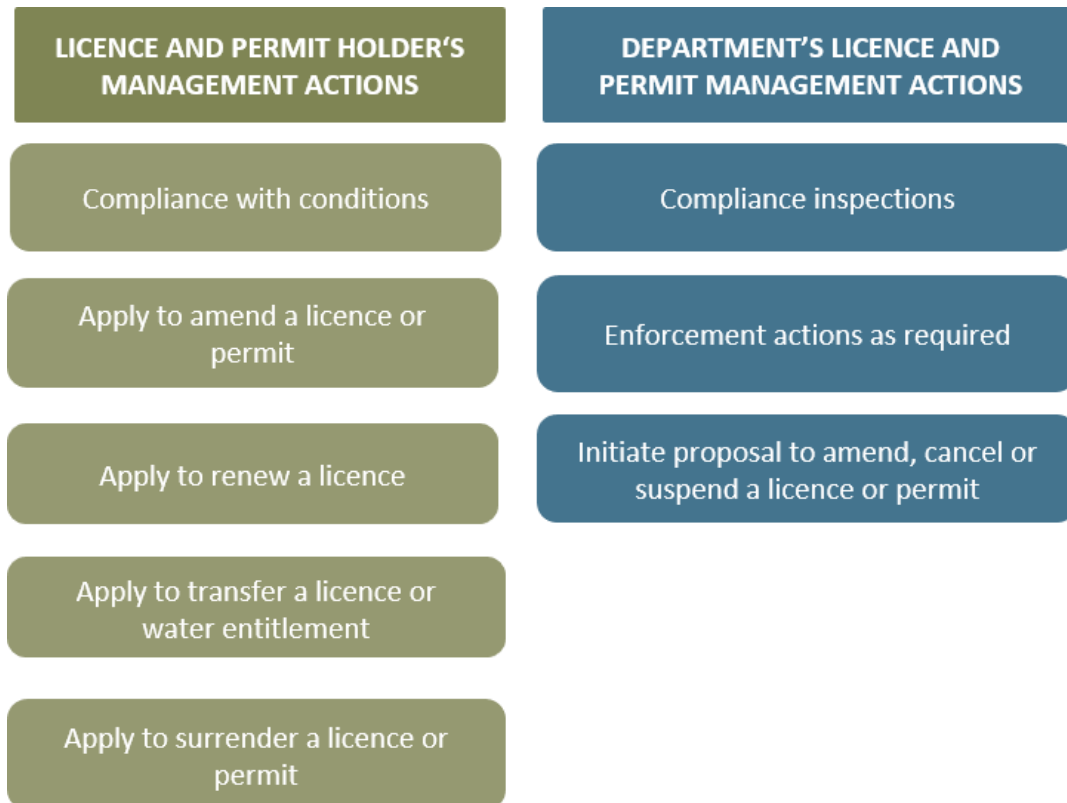 LICENCE AND PERMIT HOLDER‘S
MANAGEMENT ACTIONS
Compliance with conditions
Apply to amend a licence or
permit
Apply to renew a licence
Apply to transfer a licence or
water entitlement
Apply to surrender a licence or
permit
DEPARTMENT’S LICENCE AND
PERMIT MANAGEMENT ACTIONS
Compliance inspections
Enforcement actions as required
Initiate proposal to amend, cancel or
suspend a licence or permit